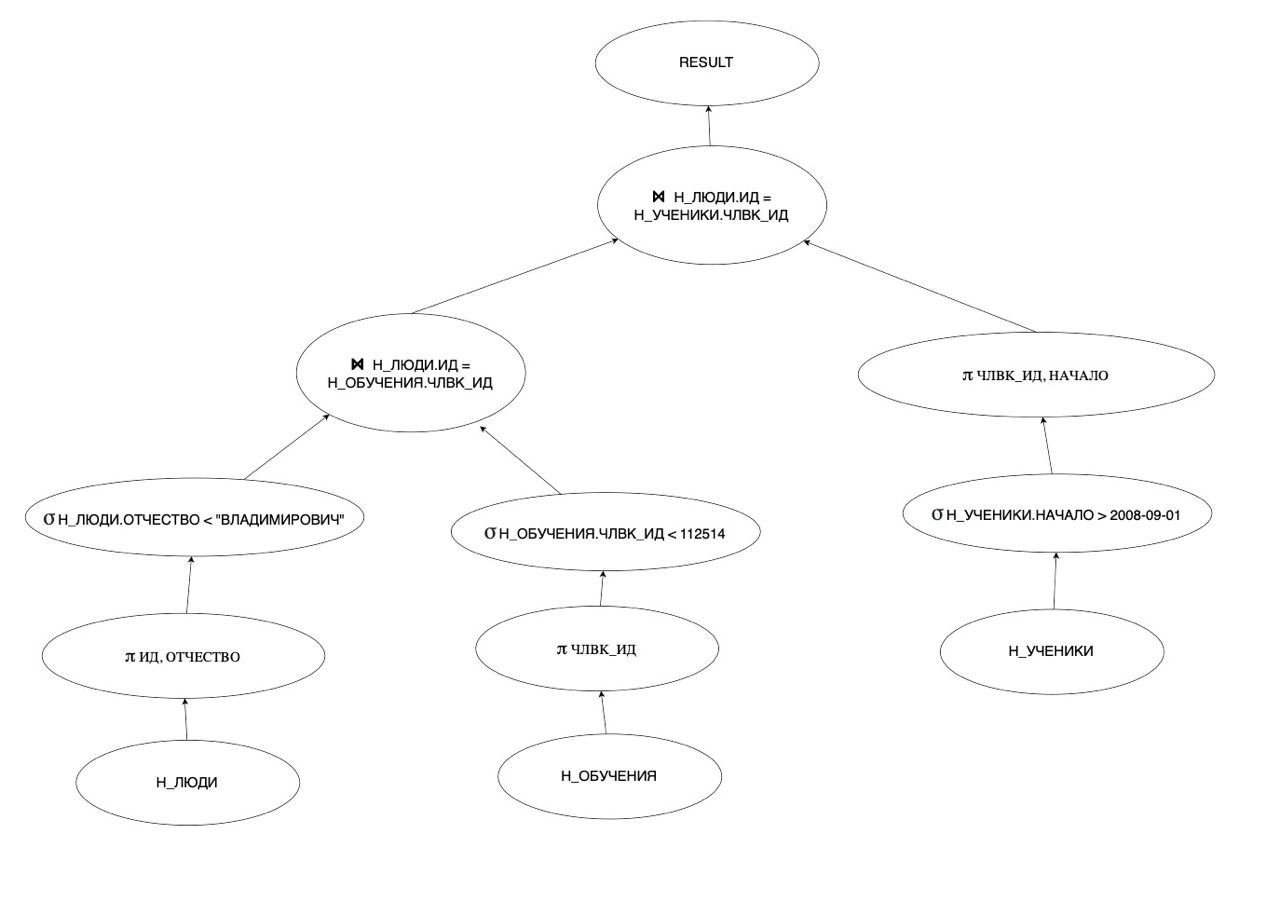 RESULT
⋈ Н_ЛЮДИ.ИД =
Н_УЧЕНИКИ.ЧЛВК_ИД
⋈ Н_ЛЮДИ.ИД =
Н_ОБУЧЕНИЯ.ЧЛВК_ИД
π ЧЛВК_ИД, НАЧАЛО
σ Н_ЛЮДИ.ОТЧЕСТВО < "ВЛАДИМИРОВИЧ"
σ Н_ОБУЧЕНИЯ.ЧЛВК_ИД < 112514
σ Н_УЧЕНИКИ.НАЧАЛО > 2008-09-01
π ИД, ОТЧЕСТВО
π ЧЛВК_ИД
Н_УЧЕНИКИ
Н_ЛЮДИ
Н_ОБУЧЕНИЯ